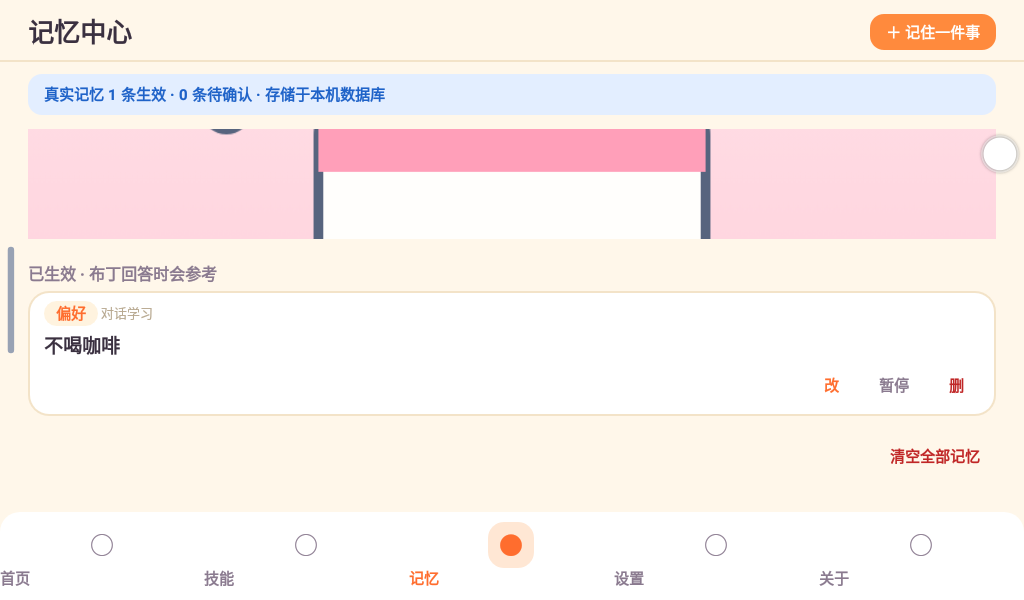 记忆中心
＋ 记住一件事
真实记忆 1 条生效 · 0 条待确认 · 存储于本机数据库
已生效 · 布丁回答时会参考
偏好 对话学习
不喝咖啡
改 暂停 删
清空全部记忆
首页 技能 记忆 设置 关于